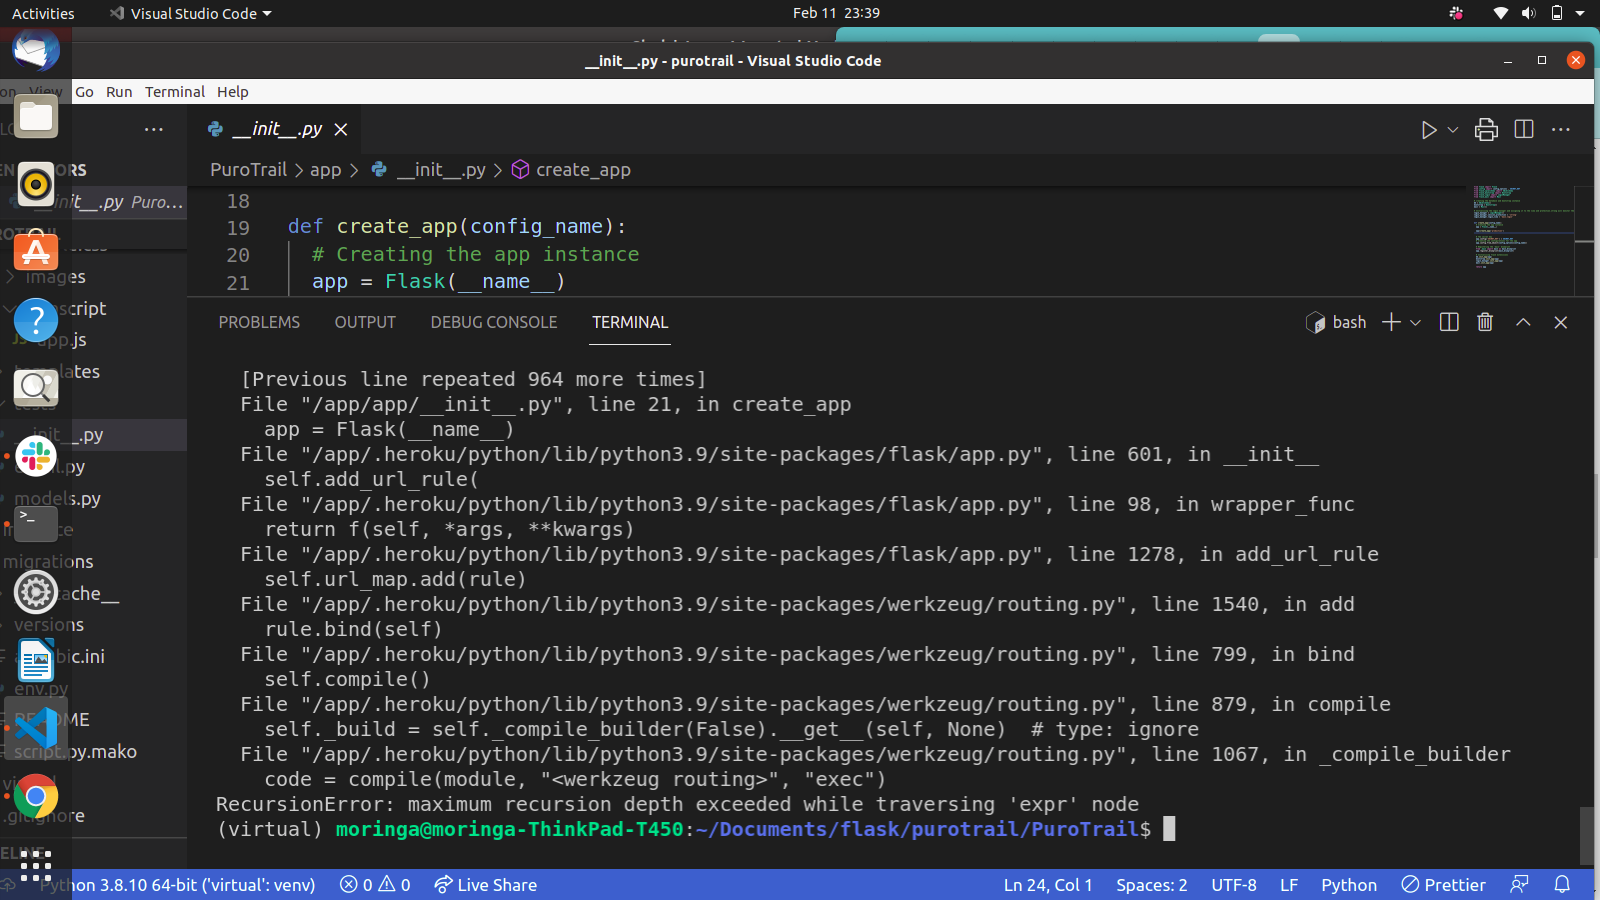 Activities
Visual Studio Code
Feb 11 23:39
__init__.py - purotrail - Visual Studio Code
View
Go
Run
Terminal
Help
__init__.py
PuroTrail > app > __init__.py > create_app
__init__.py Puro...
images
app.js
templates
tests
__init__.py
models.py
migrations
versions
env.py
README
script.py.mako
.gitignore
18
19 def create_app(config_name):
20 # Creating the app instance
21 app = Flask(__name__)
PROBLEMS
OUTPUT
DEBUG CONSOLE
TERMINAL
bash
[Previous line repeated 964 more times]
File "/app/app/__init__.py", line 21, in create_app
app = Flask(__name__)
File "/app/.heroku/python/lib/python3.9/site-packages/flask/app.py", line 601, in __init__
self.add_url_rule(
File "/app/.heroku/python/lib/python3.9/site-packages/flask/app.py", line 98, in wrapper_func
return f(self, *args, **kwargs)
File "/app/.heroku/python/lib/python3.9/site-packages/flask/app.py", line 1278, in add_url_rule
self.url_map.add(rule)
File "/app/.heroku/python/lib/python3.9/site-packages/werkzeug/routing.py", line 1540, in add
rule.bind(self)
File "/app/.heroku/python/lib/python3.9/site-packages/werkzeug/routing.py", line 799, in bind
self.compile()
File "/app/.heroku/python/lib/python3.9/site-packages/werkzeug/routing.py", line 879, in compile
self._build = self._compile_builder(False).__get__(self, None)  # type: ignore
File "/app/.heroku/python/lib/python3.9/site-packages/werkzeug/routing.py", line 1067, in _compile_builder
code = compile(module, "<werkzeug routing>", "exec")
RecursionError: maximum recursion depth exceeded while traversing 'expr' node
(virtual) moringa@moringa-ThinkPad-T450:~/Documents/flask/purotrail/PuroTrail$
Python 3.8.10 64-bit ('virtual': venv)
0
0
Live Share
Ln 24, Col 1
Spaces: 2
UTF-8
LF
Python
Prettier